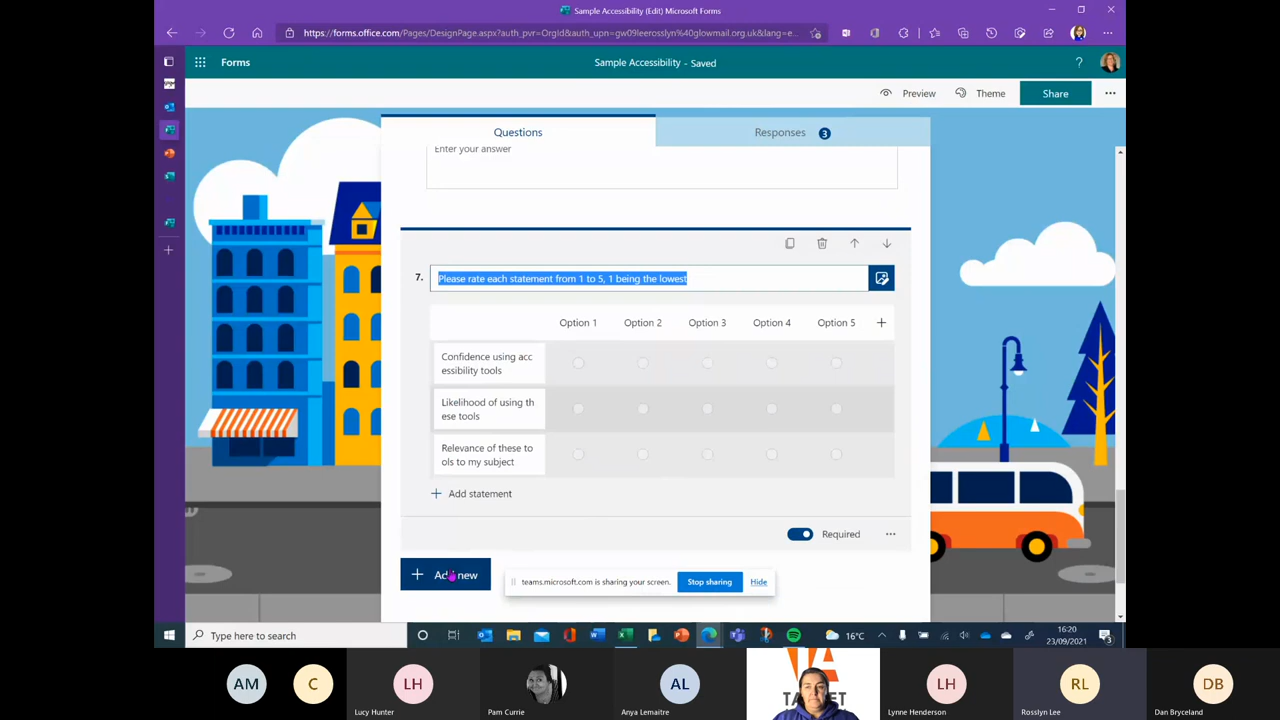 Sample Accessibility (Edit) Microsoft Forms
https://forms.office.com/Pages/DesignPage.aspx?auth_pvr=OrgId&auth_upn=gw09leerosslyn%40glowmail.org.uk&lang=e...
Forms
Sample Accessibility - Saved
?
Preview
Theme
Share
Questions
Responses 3
Enter your answer
7. Please rate each statement from 1 to 5, 1 being the lowest
Option 1 Option 2 Option 3 Option 4 Option 5
Confidence using acc
essibility tools
Likelihood of using th
ese tools
Relevance of these to
ols to my subject
Add statement
Required
Add new
teams.microsoft.com is sharing your screen. Stop sharing Hide
Type here to search
16°C
16:20
23/09/2021
AM
C
LH
Lucy Hunter
Pam Currie
AL
Anya Lemaitre
LH
Lynne Henderson
RL
Rosslyn Lee
DB
Dan Bryceland